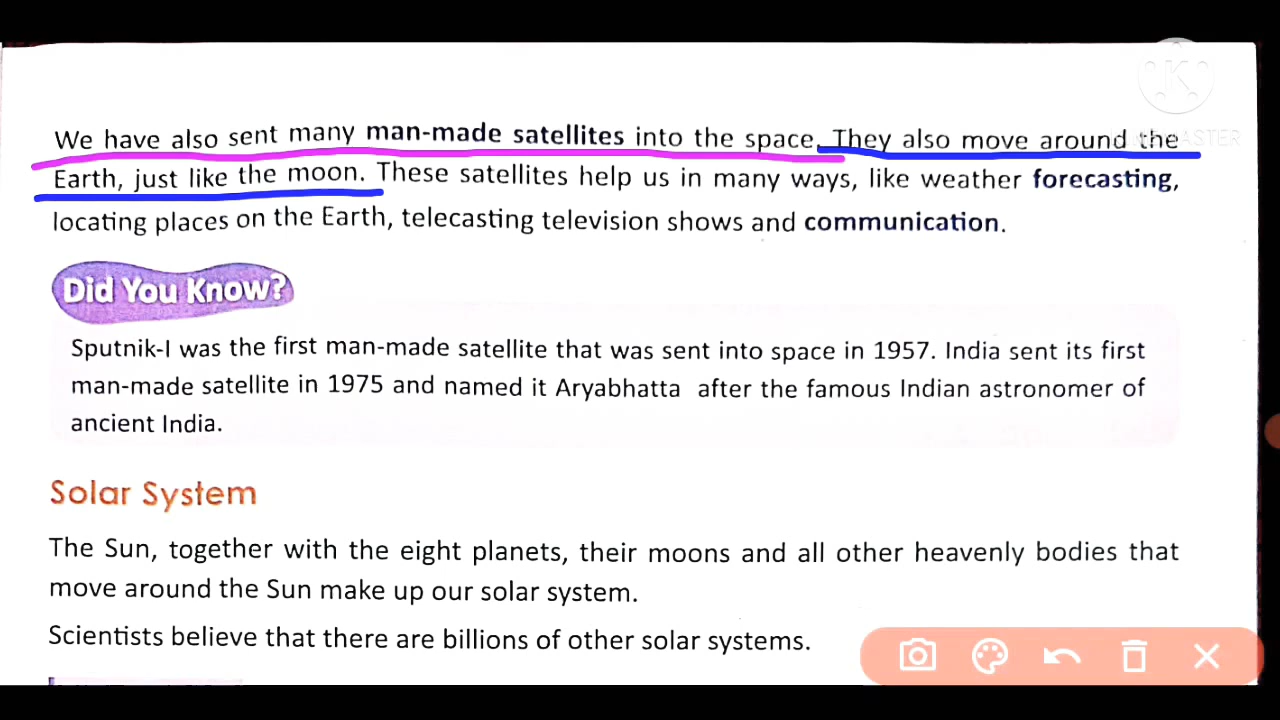 We have also sent many man-made satellites into the space. They also move around the
Earth, just like the moon. These satellites help us in many ways, like weather forecasting,
locating places on the Earth, telecasting television shows and communication.
Did You Know?
Sputnik-I was the first man-made satellite that was sent into space in 1957. India sent its first
man-made satellite in 1975 and named it Aryabhatta after the famous Indian astronomer of
ancient India.
Solar System
The Sun, together with the eight planets, their moons and all other heavenly bodies that
move around the Sun make up our solar system.
Scientists believe that there are billions of other solar systems.